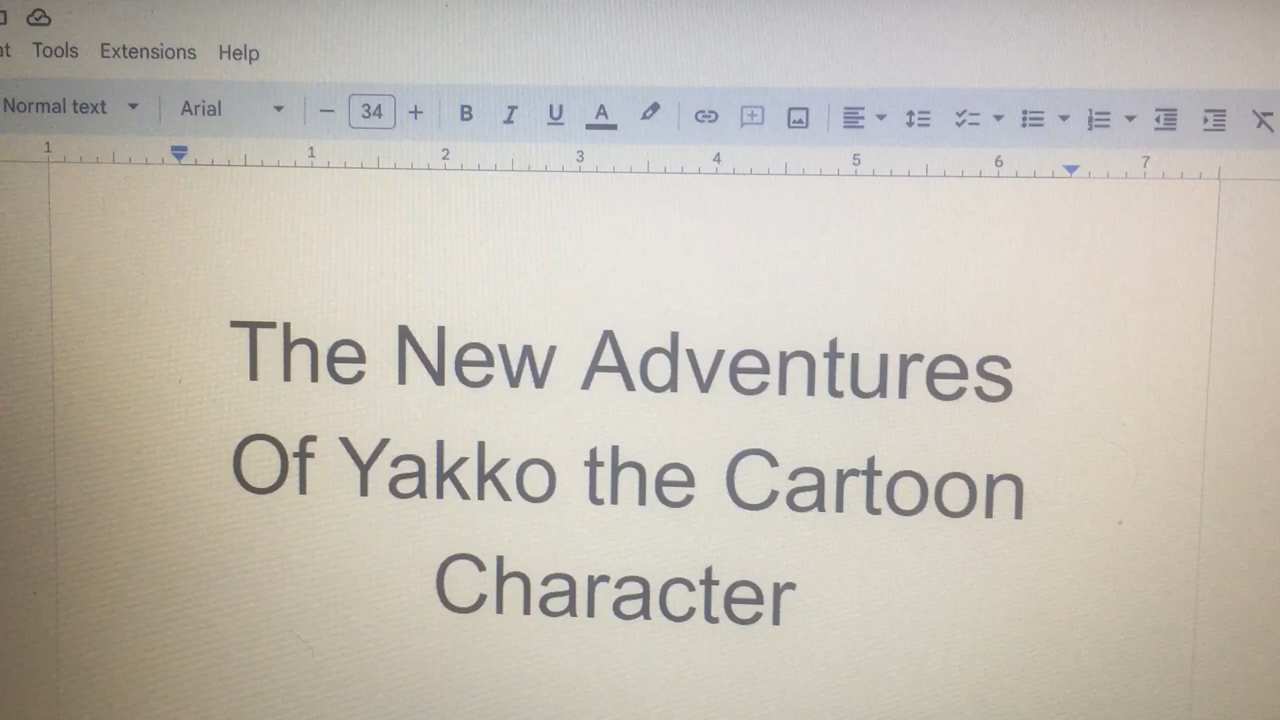 Tools Extensions Help
Normal text Arial 34 B I U A
1 1 2 3 4 5 6 7
The New Adventures
Of Yakko the Cartoon
Character